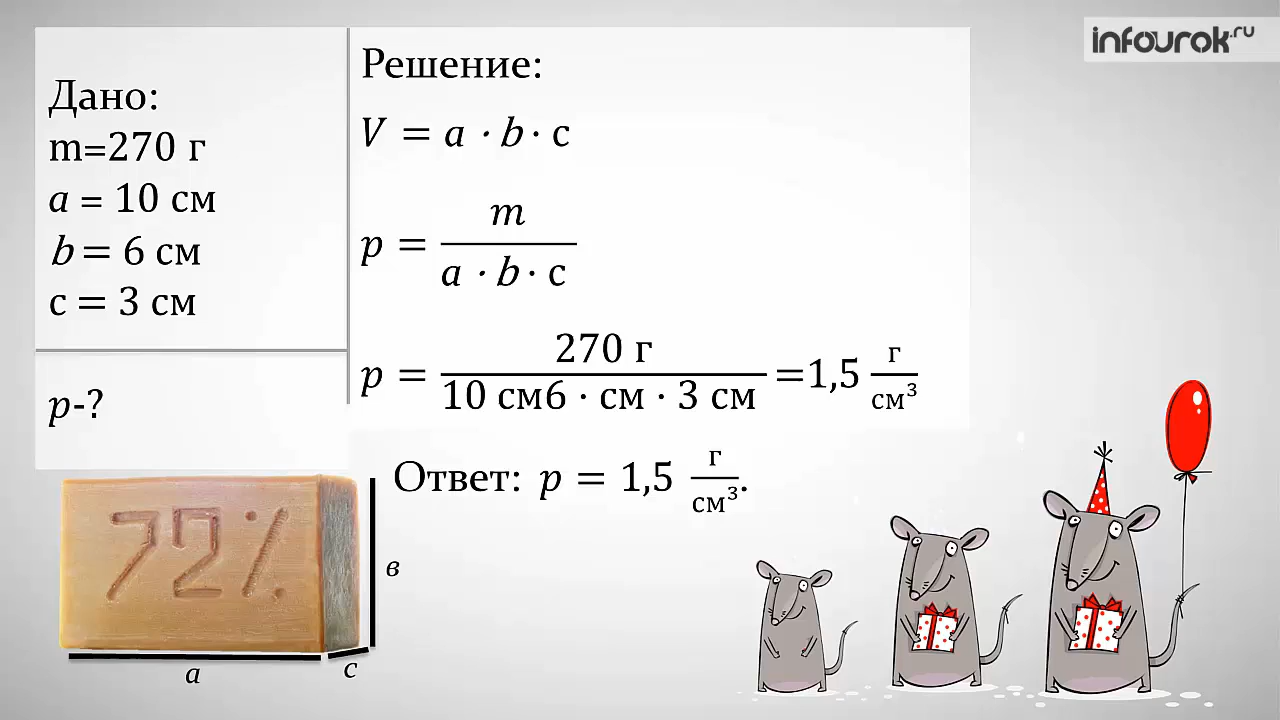 infourok.ru
Дано:
m=270 г
a = 10 см
b = 6 см
c = 3 см
p-?
Решение:
V = a · b · c
p = m / a · b · c
p = 270 г / 10 см6 · см · 3 см =1,5 г/см³
Ответ: p = 1,5 г/см³.
72%
в
a
c